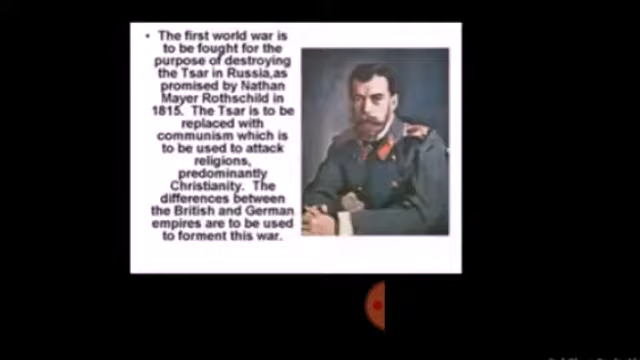 • The first world war is
to be fought for the
purpose of destroying
the Tsar in Russia,as
promised by Nathan
Mayer Rothschild in
1815. The Tsar is to be
replaced with
communism which is
to be used to attack
religions,
predominantly
Christianity. The
differences between
the British and German
empires are to be used
to forment this war.